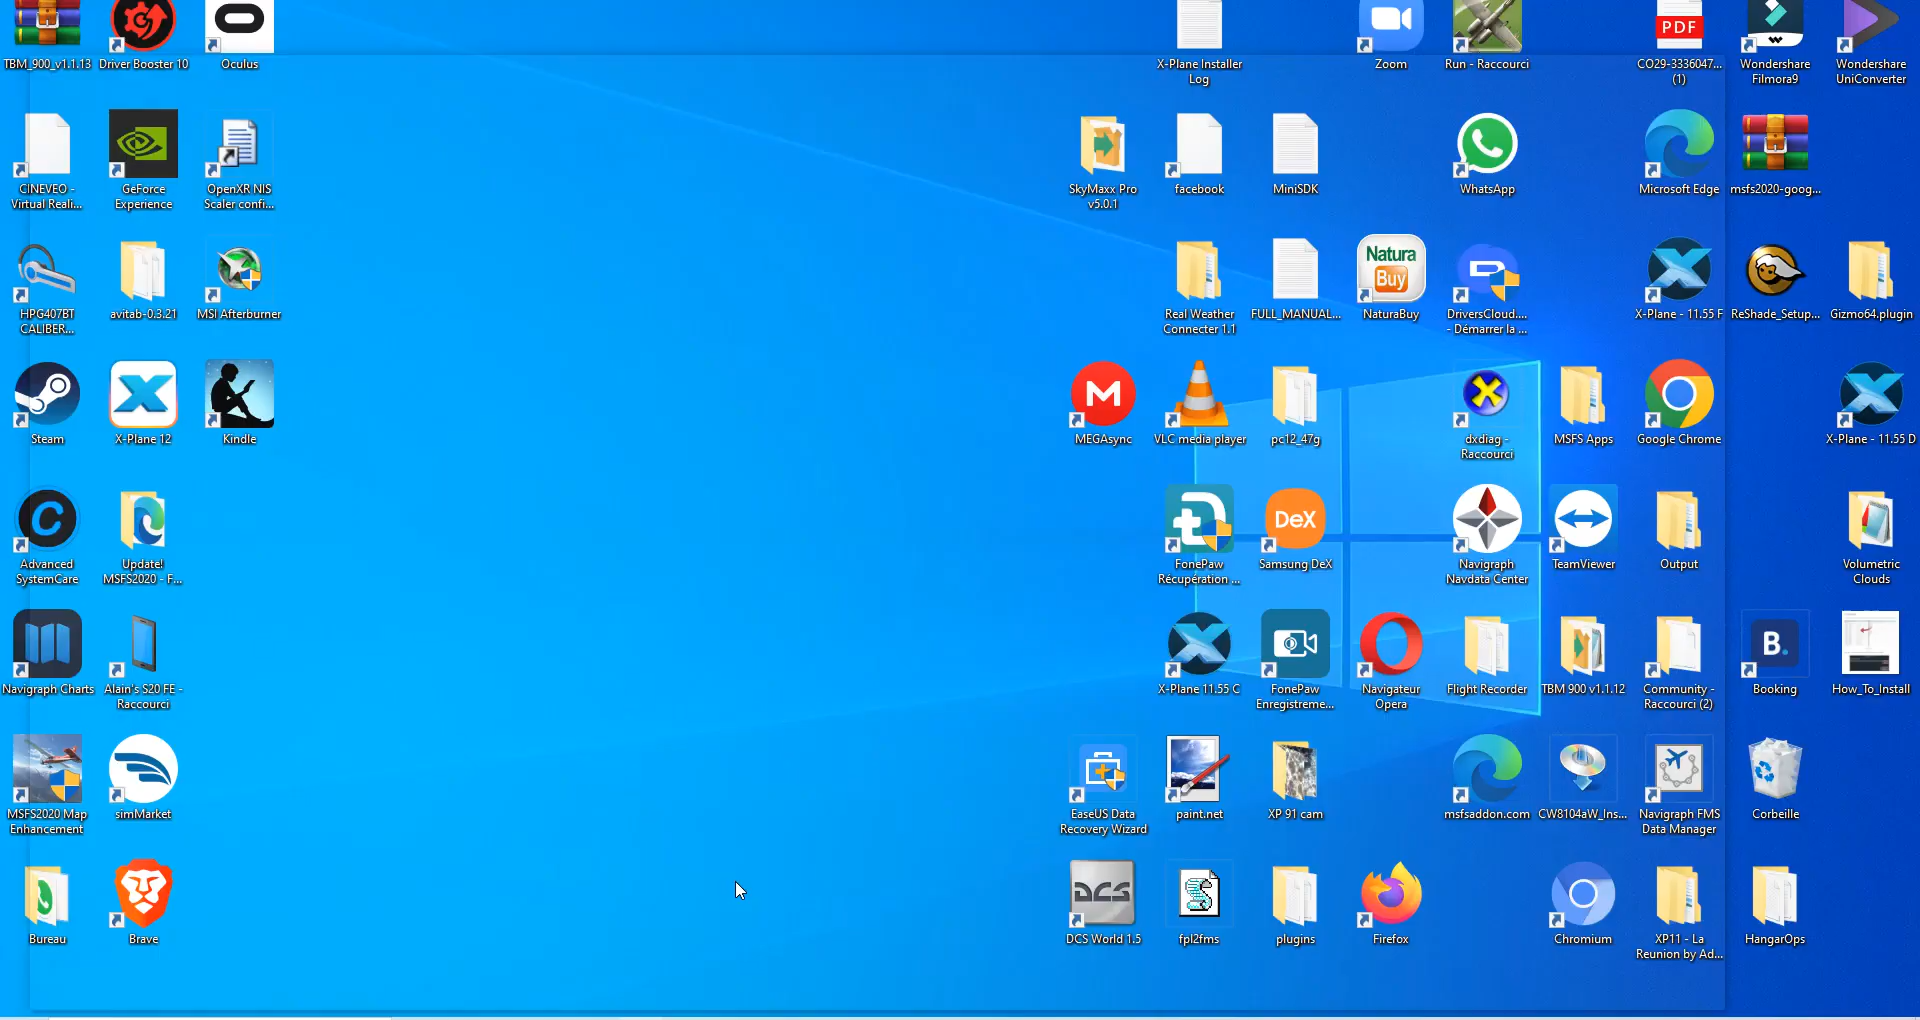 TBM_900_v1.1.13
Driver Booster 10
Oculus
X-Plane Installer
Log
Zoom
Run - Raccourci
PDF
CO29-3336047...
(1)
Wondershare
Filmora9
Wondershare
UniConverter
CINEVEO -
Virtual Reali...
GeForce
Experience
OpenXR NIS
Scaler confi...
SkyMaxx Pro
v5.0.1
facebook
MiniSDK
WhatsApp
Microsoft Edge
msfs2020-goog...
HPG407BT
CALIBER...
avitab-0.3.21
MSI Afterburner
Real Weather
Connecter 1.1
FULL_MANUAL...
Natura
Buy
NaturaBuy
DriversCloud....
- Démarrer la ...
X-Plane - 11.55 F
ReShade_Setup...
Gizmo64.plugin
Steam
X-Plane 12
Kindle
M
MEGAsync
VLC media player
pc12_47g
dxdiag -
Raccourci
MSFS Apps
Google Chrome
X-Plane - 11.55 D
Advanced
SystemCare
Update!
MSFS2020 - F...
FonePaw
Récupération ...
DeX
Samsung DeX
Navigraph
Navdata Center
TeamViewer
Output
Volumetric
Clouds
Navigraph Charts
Alain's S20 FE -
Raccourci
X-Plane 11.55 C
FonePaw
Enregistreme...
Navigateur
Opera
Flight Recorder
TBM 900 v1.1.12
Community -
Raccourci (2)
B.
Booking
How_To_Install
MSFS2020 Map
Enhancement
simMarket
EaseUS Data
Recovery Wizard
paint.net
XP 91 cam
msfsaddon.com
CW8104aW_Ins...
Navigraph FMS
Data Manager
Corbeille
Bureau
Brave
DCS
DCS World 1.5
fpl2fms
plugins
Firefox
Chromium
XP11 - La
Reunion by Ad...
HangarOps